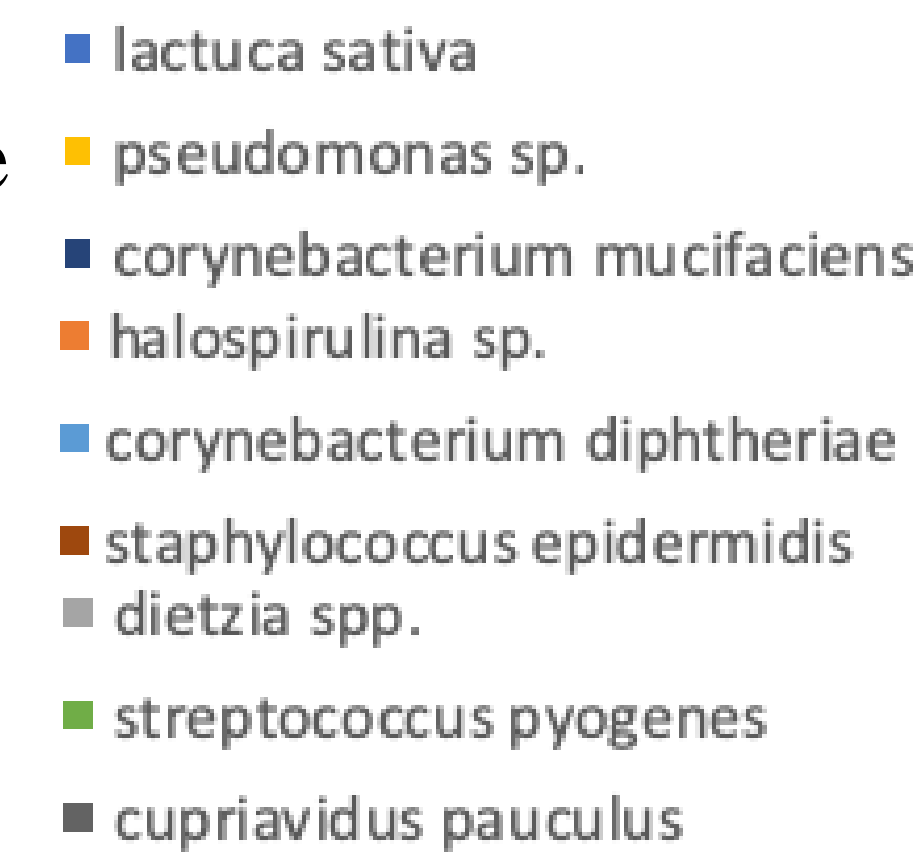 lactuca sativa
e pseudomonas sp.
corynebacterium mucifaciens
halospirulina sp.
corynebacterium diphtheriae
staphylococcus epidermidis
dietzia spp.
streptococcus pyogenes
cupriavidus pauculus